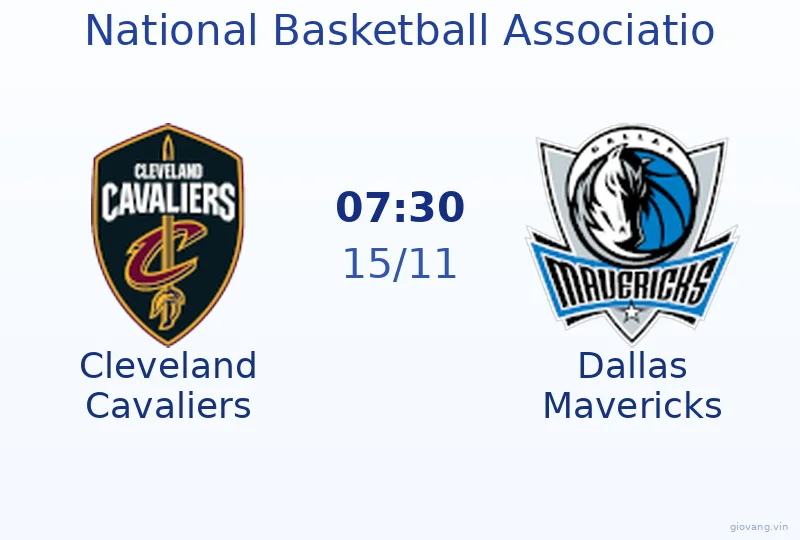 National Basketball Associatio
CLEVELAND
CAVALIERS
C
07:30
15/11
DALLAS
MAVERICKS
Cleveland
Cavaliers
Dallas
Mavericks
giovang.vin